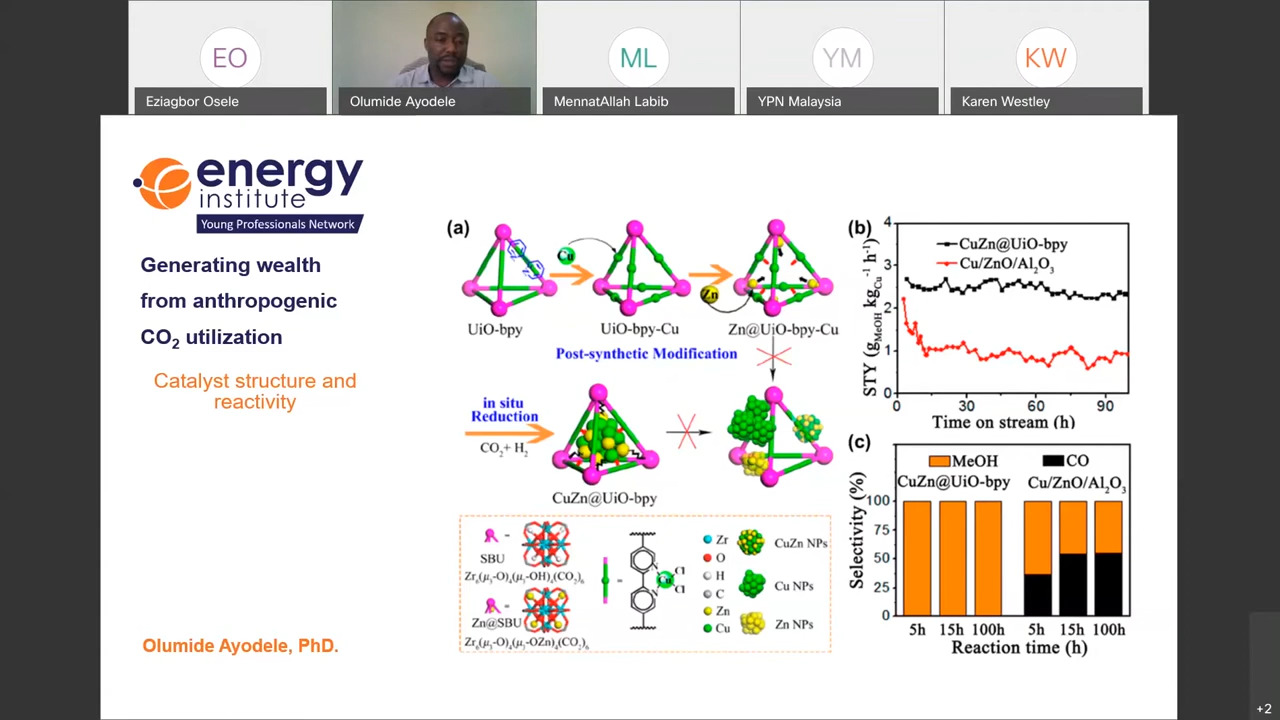 EO
ML
YM
KW
Eziagbor Osele
Olumide Ayodele
MennatAllah Labib
YPN Malaysia
Karen Westley
energy
institute
Young Professionals Network
Generating wealth
from anthropogenic
CO₂ utilization
Catalyst structure and
reactivity
Olumide Ayodele, PhD.
(a)
Cu
Zn
UiO-bpy
UiO-bpy-Cu
Zn@UiO-bpy-Cu
Post-synthetic Modification
in situ
Reduction
CO₂+ H₂
CuZn@UiO-bpy
SBU
Zr₆(μ₃-O)₄(μ₃-OH)₄(CO₂)₆
Zn@SBU
Zr₆(μ₃-O)₄(μ₃-OZn)₄(CO₂)₆
N
N
Cu
Cl
Cl
Zr
O
H
C
Zn
Cu
CuZn NPs
Cu NPs
Zn NPs
(b)
STY (g_MeOH kg_Cu⁻¹ h⁻¹)
4
3
2
1
0
CuZn@UiO-bpy
Cu/ZnO/Al₂O₃
0 30 60 90
Time on stream (h)
(c)
Selectivity (%)
MeOH CO
CuZn@UiO-bpy Cu/ZnO/Al₂O₃
100
75
50
25
0
5h 15h 100h 5h 15h 100h
Reaction time (h)
+2